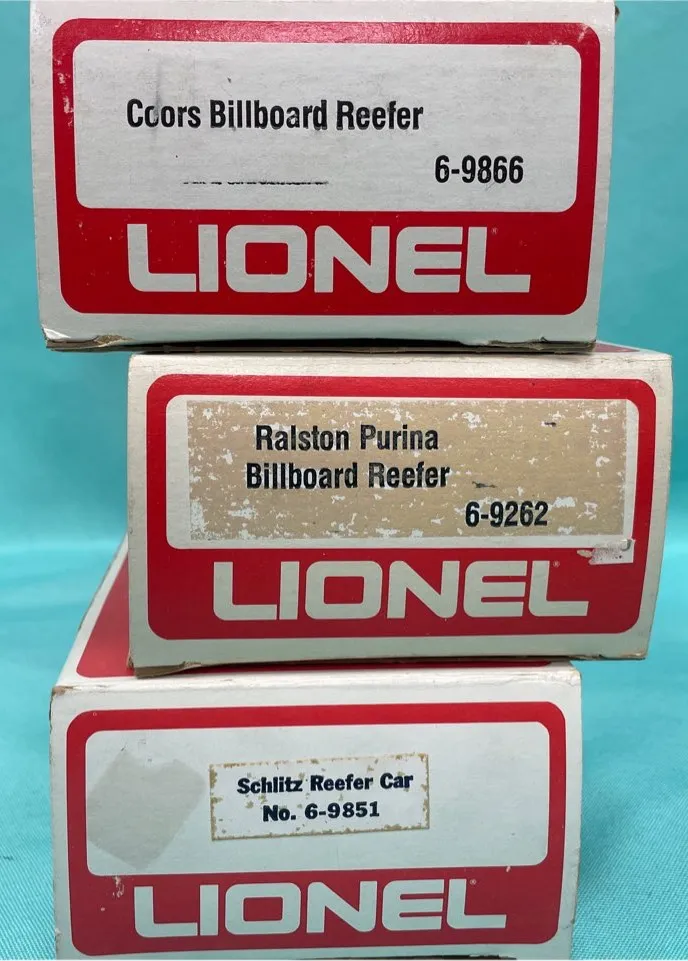 Coors Billboard Reefer
6-9866
LIONEL
Ralston Purina
Billboard Reefer
6-9262
LIONEL
Schlitz Reefer Car
No. 6-9851
LIONEL